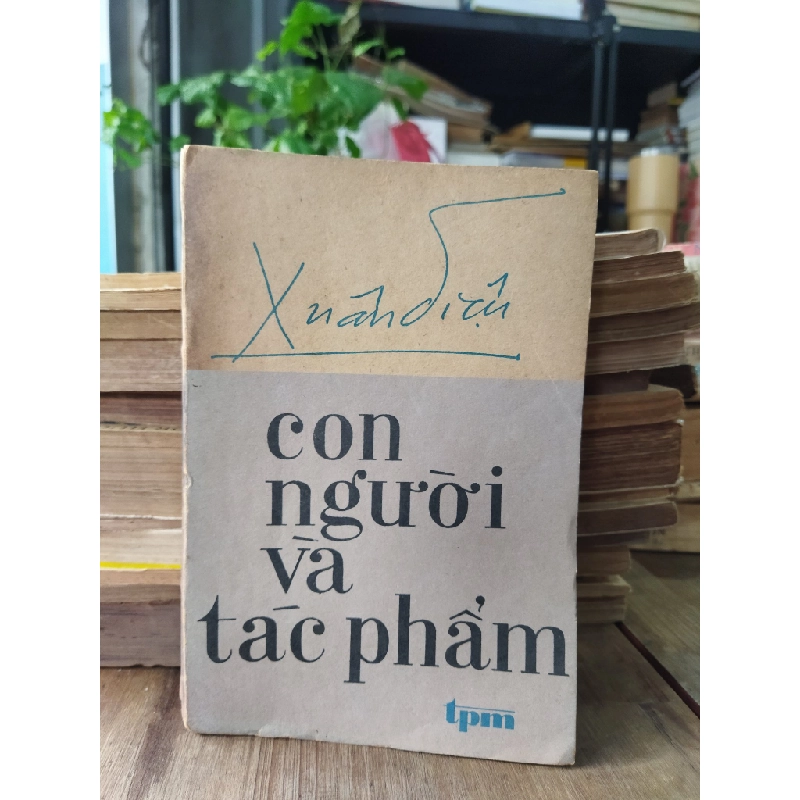 Xuân Diệu
con
người
và
tác phẩm
tpm